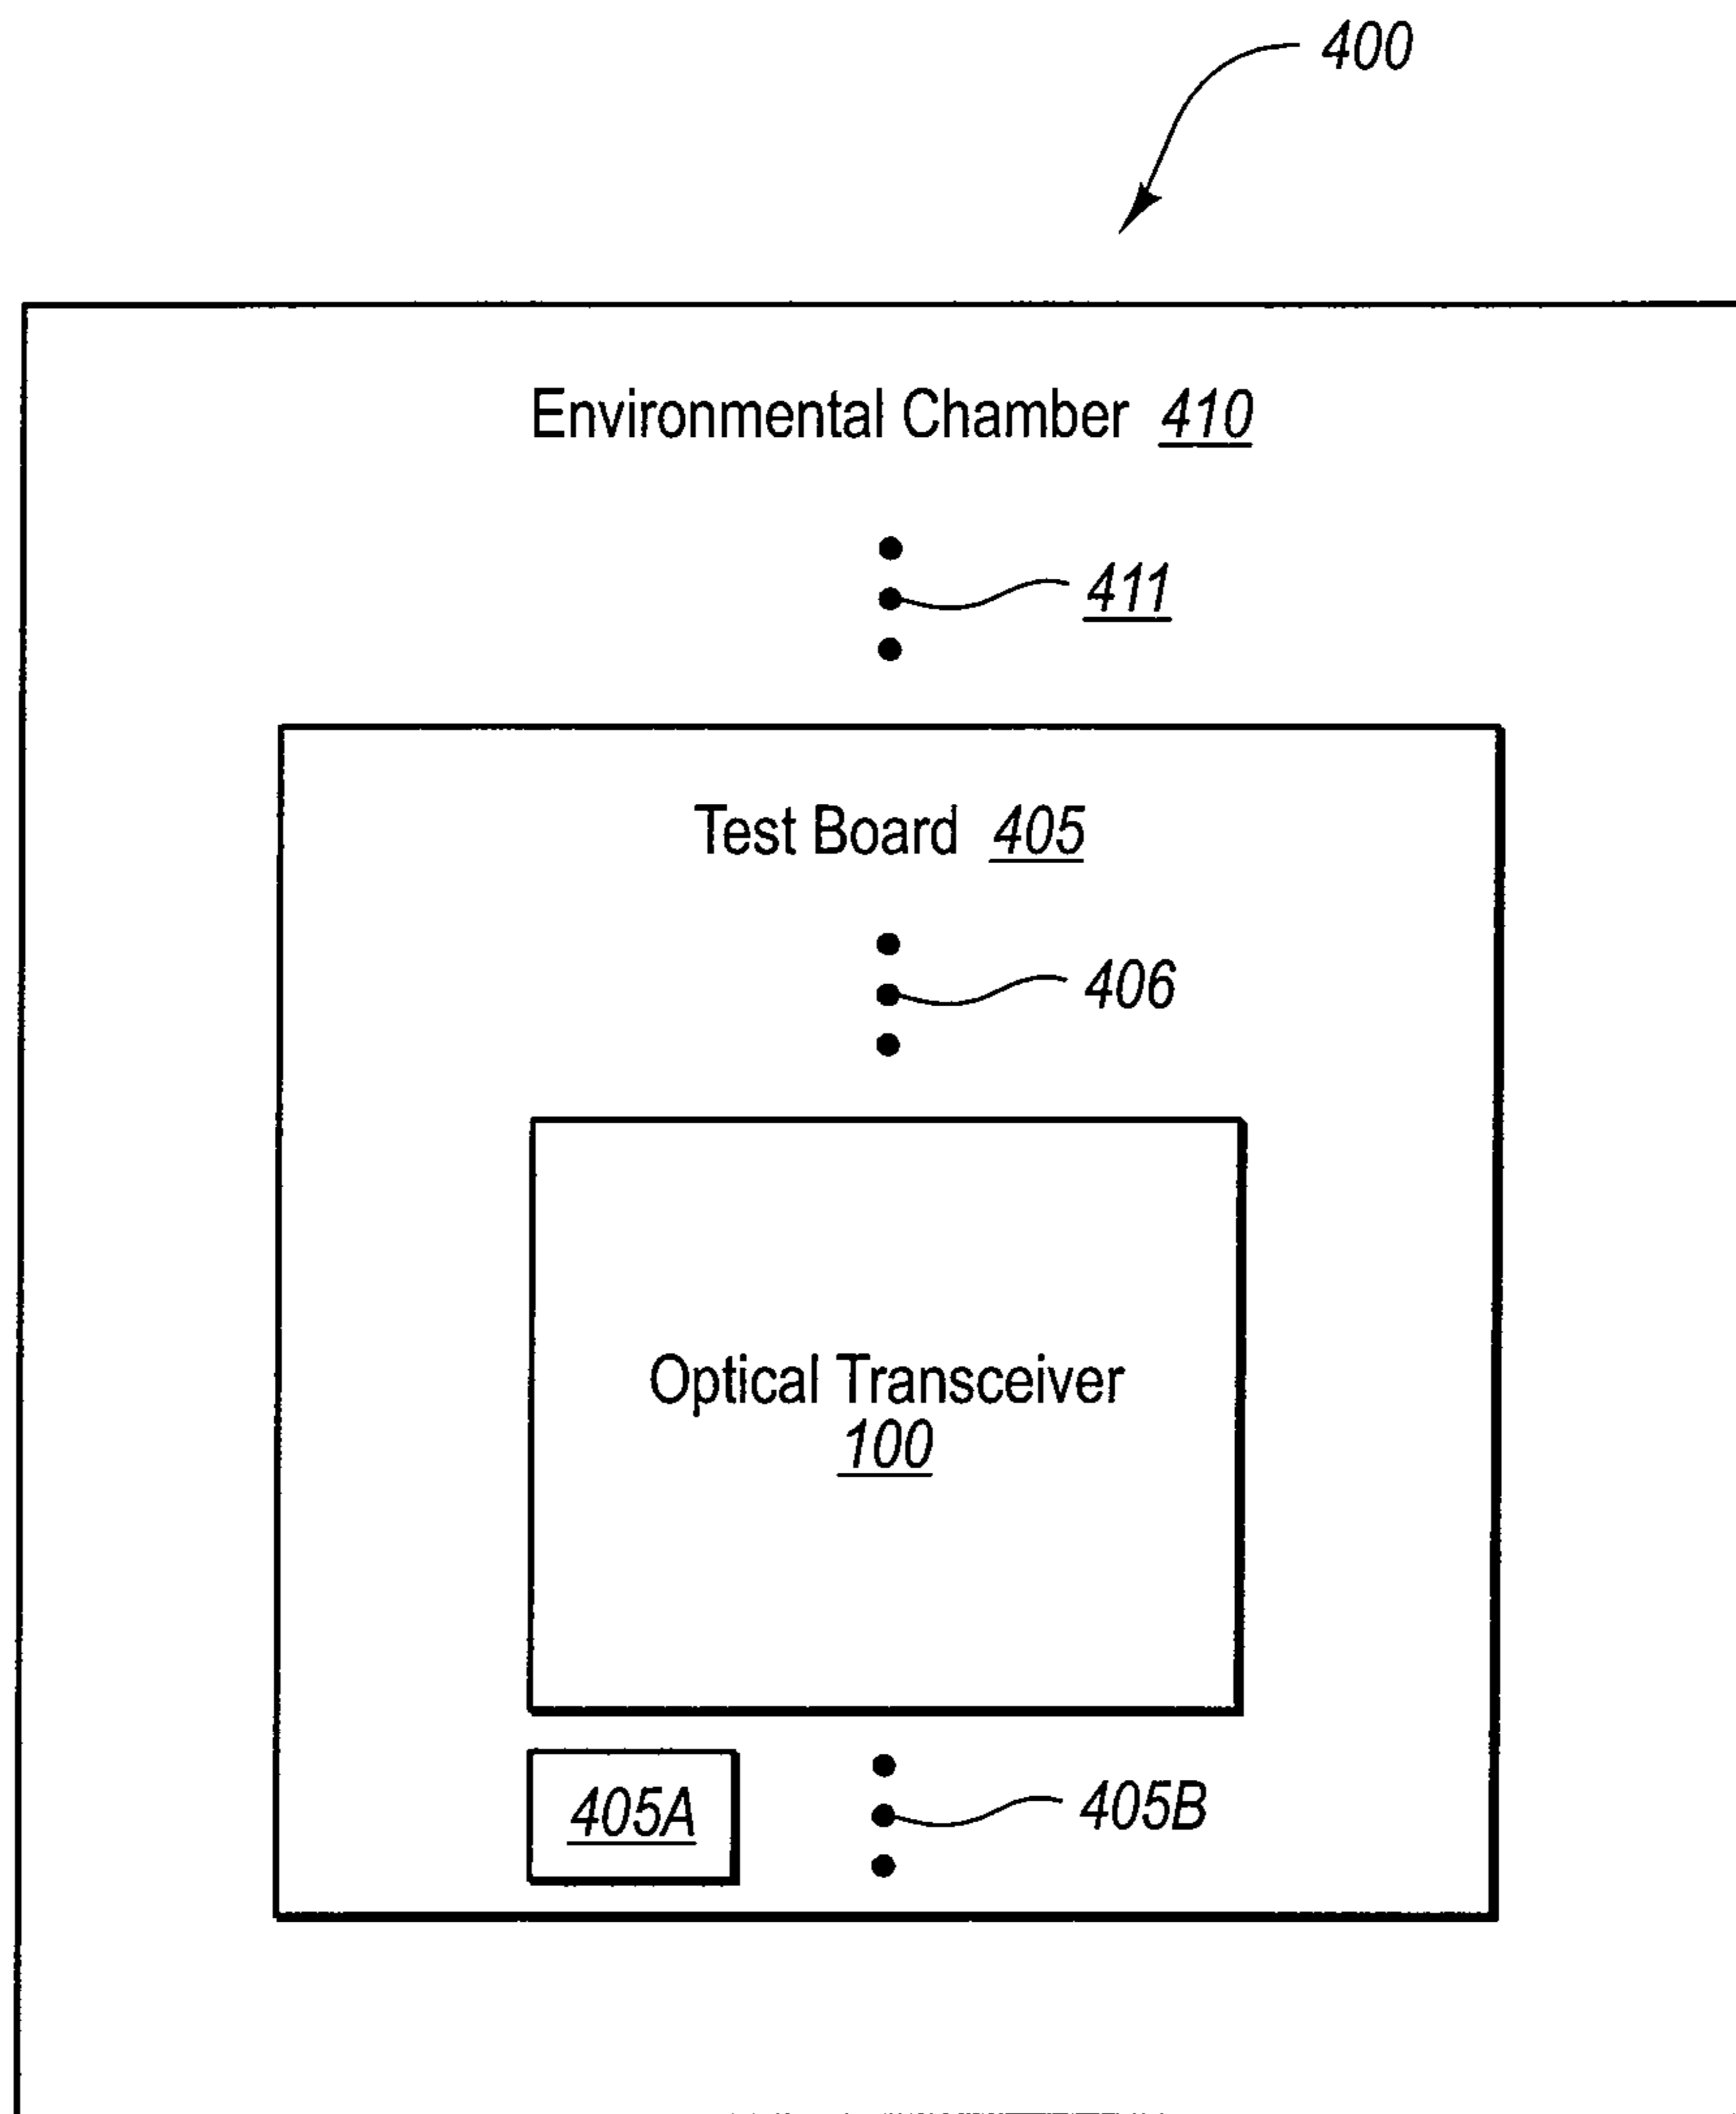 400
Environmental Chamber 410
411
Test Board 405
406
Optical Transceiver
100
405A
405B